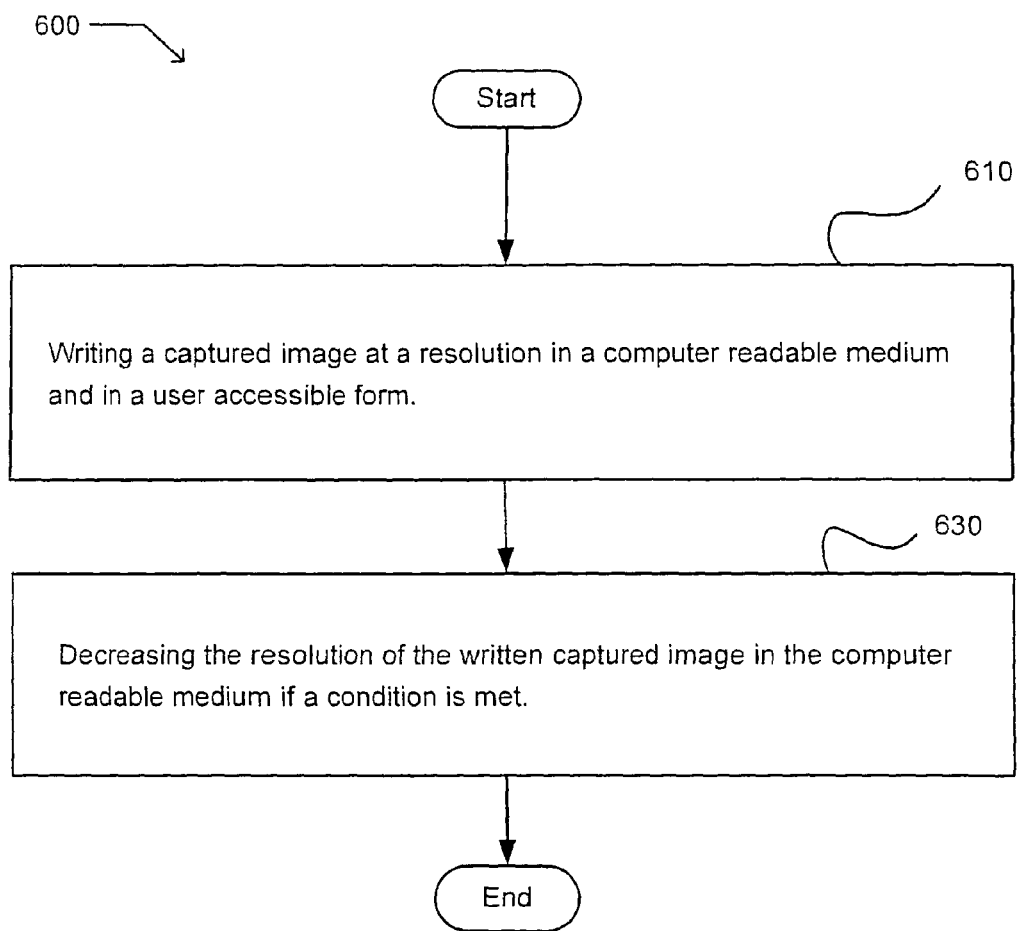 600
Start
610
Writing a captured image at a resolution in a computer readable medium
and in a user accessible form.
630
Decreasing the resolution of the written captured image in the computer
readable medium if a condition is met.
End